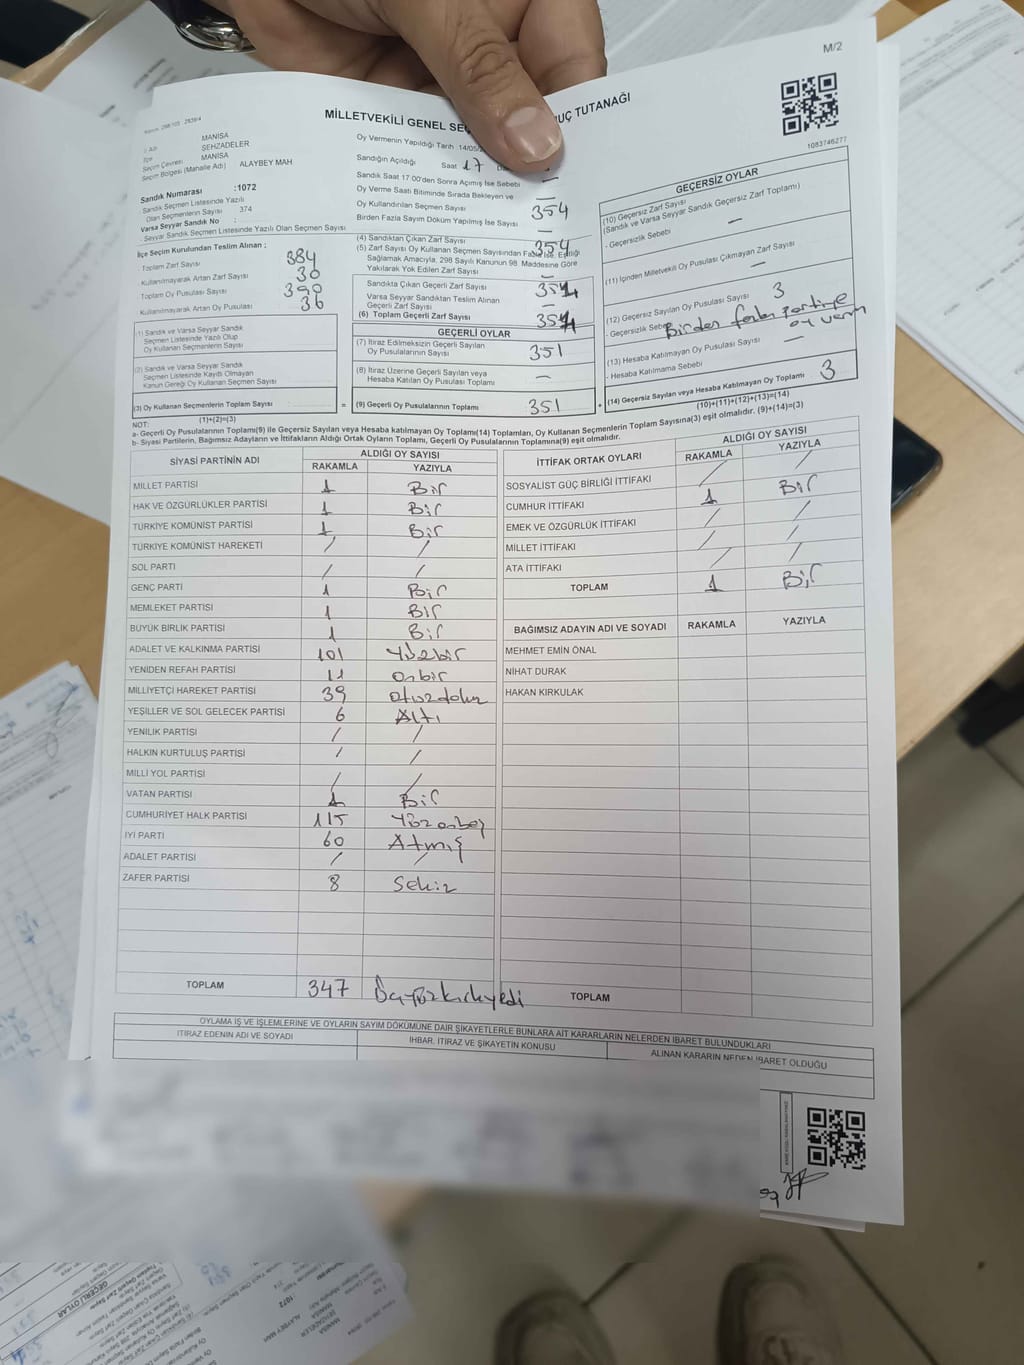 M/2
MİLLETVEKİLİ GENEL SEÇ UÇ TUTANAĞI
1083746277
İli Adı MANİSA
İlçe ŞEHZADELER
Seçim Çevresi MANİSA
Seçim Bölgesi (Mahalle Adı) ALAYBEY MAH
Sandık Numarası :1072
Sandık Seçmen Listesinde Yazılı
Olan Seçmenlerin Sayısı 374
Varsa Seyyar Sandık No :
- Seyyar Sandık Seçmen Listesinde Yazılı Olan Seçmen Sayısı
İlçe Seçim Kurulundan Teslim Alınan ;
Toplam Zarf Sayısı 384
Kullanılmayarak Artan Zarf Sayısı 30
Toplam Oy Pusulası Sayısı 390
Kullanılmayarak Artan Oy Pusulası 36
(1) Sandık ve Varsa Seyyar Sandık
Seçmen Listesinde Yazılı Olup
Oy Kullanan Seçmenlerin Sayısı
(2) Sandık ve Varsa Seyyar Sandık
Seçmen Listesinde Kayıtlı Olmayan
Kanun Gereği Oy Kullanan Seçmen Sayısı
(3) Oy Kullanan Seçmenlerin Toplam Sayısı
(1)+(2)=(3)
Oy Vermenin Yapıldığı Tarih :14/05/
Sandığın Açıldığı Saat 17
Sandık Saat 17:00'den Sonra Açılmış İse Sebebi —
Oy Verme Saati Bitiminde Sırada Bekleyen ve
Oy Kullandırılan Seçmen Sayısı —
354
Birden Fazla Sayım Döküm Yapılmış İse Sayısı —
(4) Sandıktan Çıkan Zarf Sayısı 354
(5) Zarf Sayısı Oy Kullanan Seçmen Sayısından Fazla İse, Eşitliği
Sağlamak Amacıyla, 298 Sayılı Kanunun 98. Maddesine Göre
Yakılarak Yok Edilen Zarf Sayısı —
Sandıkta Çıkan Geçerli Zarf Sayısı 354
Varsa Seyyar Sandıktan Teslim Alınan
Geçerli Zarf Sayısı —
(6) Toplam Geçerli Zarf Sayısı 354
GEÇERLİ OYLAR
(7) İtiraz Edilmeksizin Geçerli Sayılan
Oy Pusulalarının Sayısı 351
(8) İtiraz Üzerine Geçerli Sayılan veya
Hesaba Katılan Oy Pusulası Toplamı —
= (9) Geçerli Oy Pusulalarının Toplamı 351 +
GEÇERSİZ OYLAR
(10) Geçersiz Zarf Sayısı
(Sandık ve Varsa Seyyar Sandık Geçersiz Zarf Toplamı)
- Geçersizlik Sebebi —
(11) İçinden Milletvekili Oy Pusulası Çıkmayan Zarf Sayısı
—
(12) Geçersiz Sayılan Oy Pusulası Sayısı 3
- Geçersizlik Sebe Birden fazla partiye
oy verme
(13) Hesaba Katılmayan Oy Pusulası Sayısı —
- Hesaba Katılmama Sebebi
(14) Geçersiz Sayılan veya Hesaba Katılmayan Oy Toplamı 3
(10)+(11)+(12)+(13)=(14)
NOT:
a- Geçerli Oy Pusulalarının Toplamı(9) ile Geçersiz Sayılan veya Hesaba katılmayan Oy Toplamı(14) Toplamları, Oy Kullanan Seçmenlerin Toplam Sayısına(3) eşit olmalıdır. (9)+(14)=(3)
b- Siyasi Partilerin, Bağımsız Adayların ve İttifakların Aldığı Ortak Oyların Toplamı, Geçerli Oy Pusulalarının Toplamına(9) eşit olmalıdır.
SİYASİ PARTİNİN ADI ALDIĞI OY SAYISI
RAKAMLA YAZIYLA
MİLLET PARTİSİ 1 Bir
HAK VE ÖZGÜRLÜKLER PARTİSİ 1 Bir
TÜRKİYE KOMÜNİST PARTİSİ 1 Bir
TÜRKİYE KOMÜNİST HAREKETİ / /
SOL PARTİ / /
GENÇ PARTİ 1 Bir
MEMLEKET PARTİSİ 1 Bir
BÜYÜK BİRLİK PARTİSİ 1 Bir
ADALET VE KALKINMA PARTİSİ 101 Yüzbir
YENİDEN REFAH PARTİSİ 11 onbir
MİLLİYETÇİ HAREKET PARTİSİ 39 otuzdokuz
YEŞİLLER VE SOL GELECEK PARTİSİ 6 Altı
YENİLİK PARTİSİ / /
HALKIN KURTULUŞ PARTİSİ / /
MİLLİ YOL PARTİSİ / /
VATAN PARTİSİ 1 Bir
CUMHURİYET HALK PARTİSİ 115 Yüzonbeş
İYİ PARTİ 60 Atmış
ADALET PARTİSİ / /
ZAFER PARTİSİ 8 Sekiz
TOPLAM 347 Üçyüzkırkyedi
İTTİFAK ORTAK OYLARI ALDIĞI OY SAYISI
RAKAMLA YAZIYLA
SOSYALİST GÜÇ BİRLİĞİ İTTİFAKI / /
CUMHUR İTTİFAKI 1 Bir
EMEK VE ÖZGÜRLÜK İTTİFAKI / /
MİLLET İTTİFAKI / /
ATA İTTİFAKI / /
TOPLAM 1 Bir
BAĞIMSIZ ADAYIN ADI VE SOYADI RAKAMLA YAZIYLA
MEHMET EMİN ÖNAL
NİHAT DURAK
HAKAN KIRKULAK
TOPLAM
OYLAMA İŞ VE İŞLEMLERİNE VE OYLARIN SAYIM DÖKÜMÜNE DAİR ŞİKAYETLERLE BUNLARA AİT KARARLARIN NELERDEN İBARET BULUNDUKLARI
İTİRAZ EDENİN ADI VE SOYADI İHBAR, İTİRAZ VE ŞİKAYETİN KONUSU ALINAN KARARIN NEDEN İBARET OLDUĞU
GEÇERLİ OYLAR
:1072
ALAYBEY MAH
MANİSA
ŞEHZADELER
MANİSA